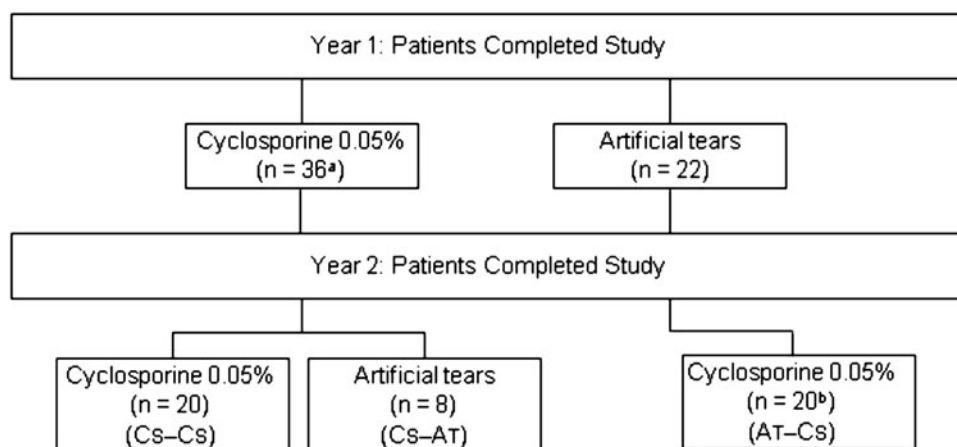 Year 1: Patients Completed Study
Cyclosporine 0.05%
(n = 36ᵃ)
Artificial tears
(n = 22)
Year 2: Patients Completed Study
Cyclosporine 0.05%
(n = 20)
(Cs–Cs)
Artificial tears
(n = 8)
(Cs–AT)
Cyclosporine 0.05%
(n = 20ᵇ)
(AT–Cs)